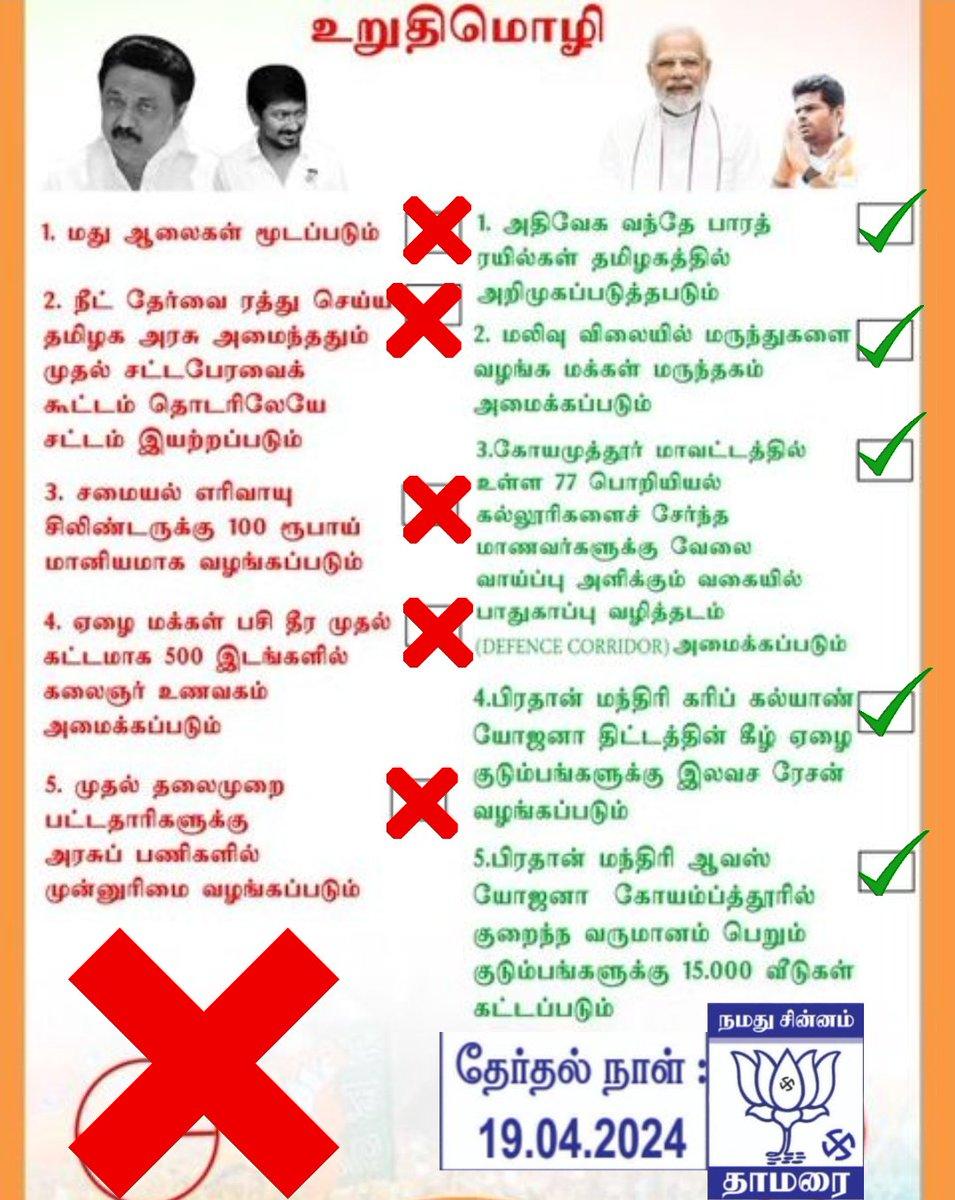 உறுதிமொழி
1. மது ஆலைகள் மூடப்படும்
2. நீட் தேர்வை ரத்து செய்ய
தமிழக அரசு அமைந்ததும்
முதல் சட்டபேரவைக்
கூட்டம் தொடரிலேயே
சட்டம் இயற்றப்படும்
3. சமையல் எரிவாயு
சிலிண்டருக்கு 100 ரூபாய்
மானியமாக வழங்கப்படும்
4. ஏழை மக்கள் பசி தீர முதல்
கட்டமாக 500 இடங்களில்
கலைஞர் உணவகம்
அமைக்கப்படும்
5. முதல் தலைமுறை
பட்டதாரிகளுக்கு
அரசுப் பணிகளில்
முன்னுரிமை வழங்கப்படும்
1. அதிவேக வந்தே பாரத்
ரயில்கள் தமிழகத்தில்
அறிமுகப்படுத்தபடும்
2. மலிவு விலையில் மருந்துகளை
வழங்க மக்கள் மருந்தகம்
அமைக்கப்படும்
3.கோயமுத்தூர் மாவட்டத்தில்
உள்ள 77 பொறியியல்
கல்லூரிகளைச் சேர்ந்த
மாணவர்களுக்கு வேலை
வாய்ப்பு அளிக்கும் வகையில்
பாதுகாப்பு வழித்தடம்
(DEFENCE CORRIDOR) அமைக்கப்படும்
4.பிரதான் மந்திரி கரிப் கல்யாண்
யோஜனா திட்டத்தின் கீழ் ஏழை
குடும்பங்களுக்கு இலவச ரேசன்
வழங்கப்படும்
5.பிரதான் மந்திரி ஆவஸ்
யோஜனா கோயம்ப்த்தூரில்
குறைந்ந வருமானம் பெறும்
குடும்பங்களுக்கு 15.000 வீடுகள்
கட்டப்படும்
தேர்தல் நாள் :
19.04.2024
நமது சின்னம்
தாமரை